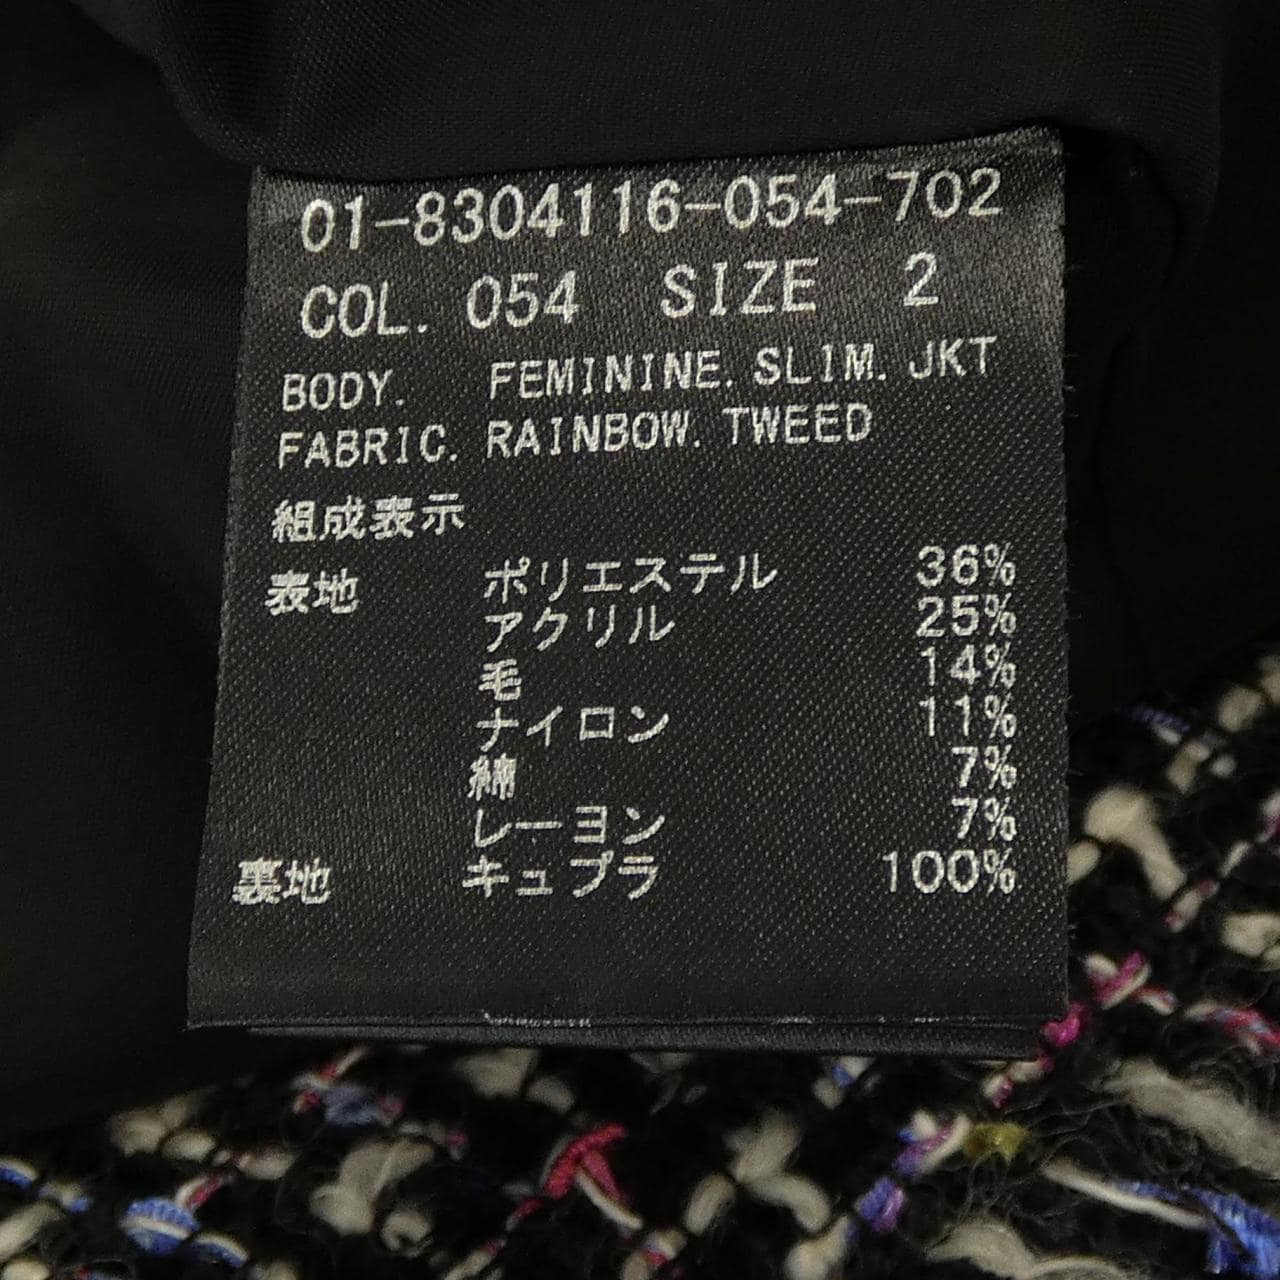 01-8304116-054-702
COL. 054 SIZE 2
BODY. FEMININE. SLIM. JKT
FABRIC. RAINBOW. TWEED
組成表示
表地 ポリエステル 36%
アクリル 25%
毛 14%
ナイロン 11%
綿 7%
レーヨン 7%
裏地 キュプラ 100%